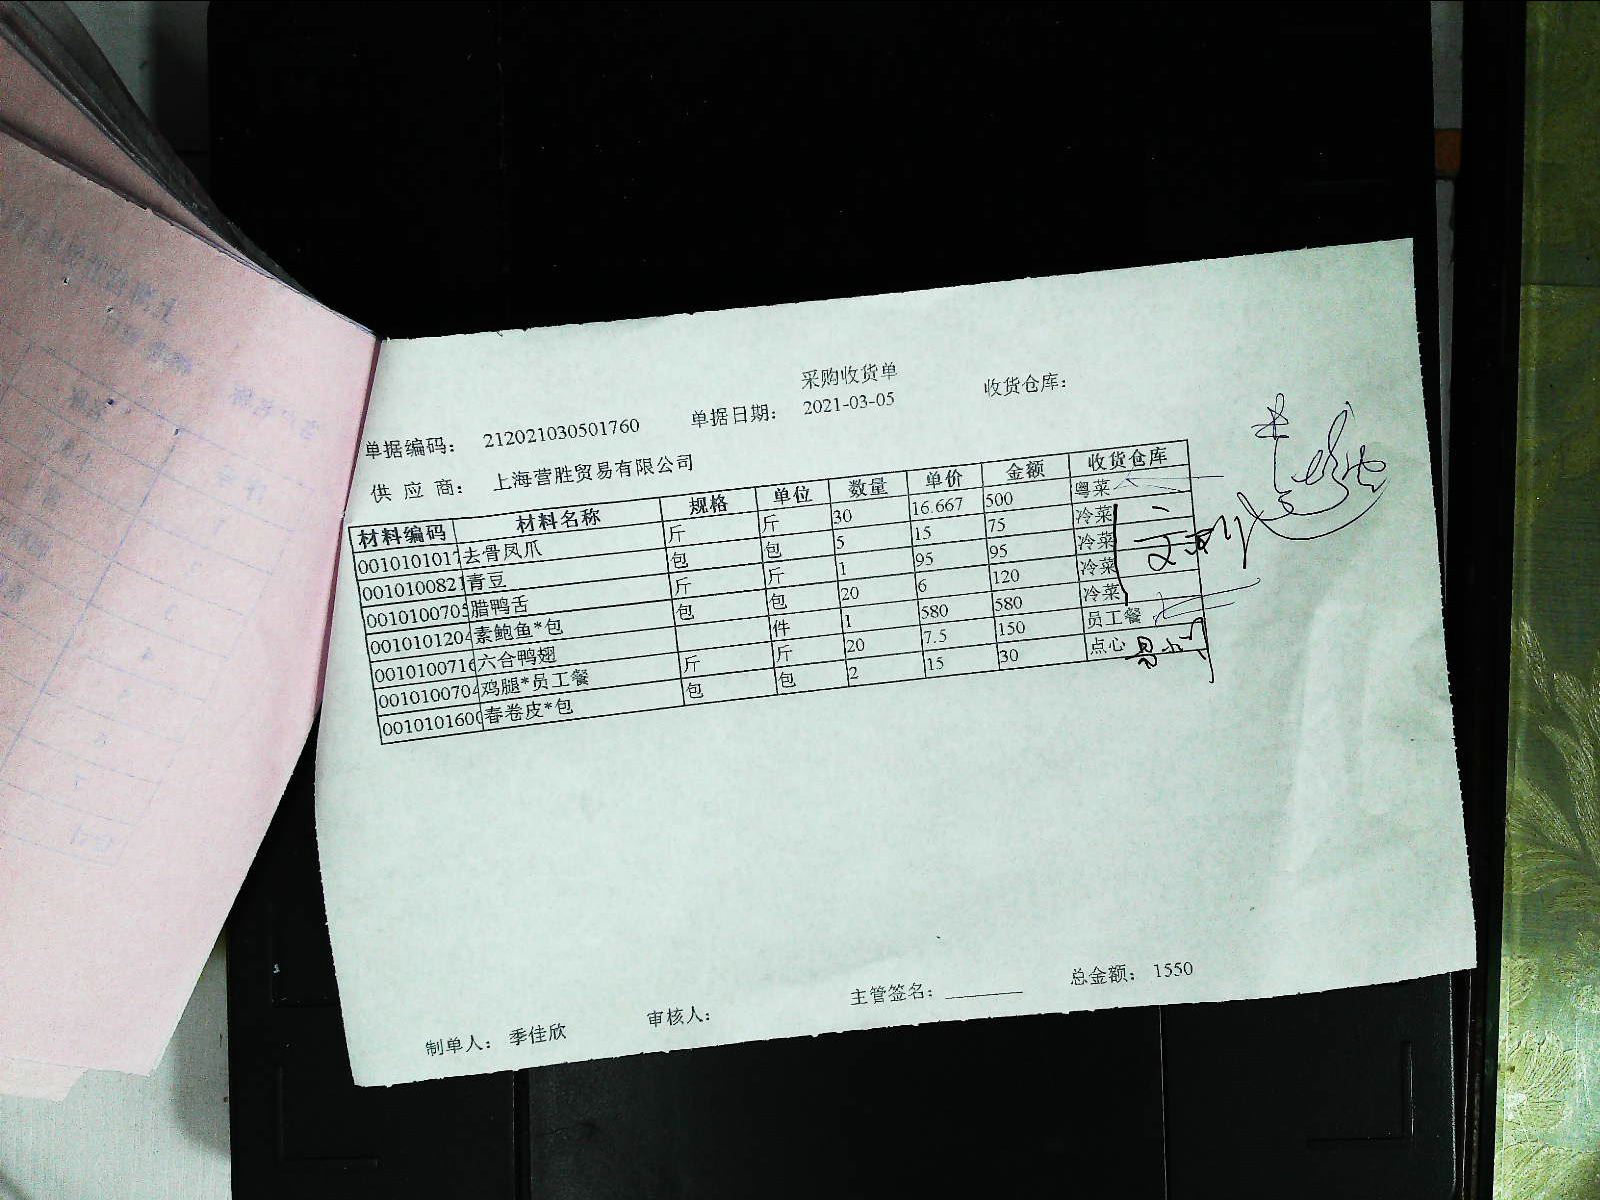 采购收货单
单据编码： 212021030501760 单据日期： 2021-03-05 收货仓库：
供 应 商： 上海营胜贸易有限公司
材料编码 材料名称 规格 单位 数量 单价 金额 收货仓库
0010101017 去骨凤爪 斤 斤 30 16.667 500 粤菜
001010082 青豆 包 包 5 15 75 冷菜
001010070 腊鸭舌 斤 斤 1 95 95 冷菜
0010101204 素鲍鱼*包 包 包 20 6 120 冷菜
001010071 六合鸭翅 件 1 580 580 冷菜
0010100704 鸡腿*员工餐 斤 斤 20 7.5 150 员工餐
001010160 春卷皮*包 包 包 2 15 30 点心
总金额： 1550
制单人： 季佳欣 审核人： 主管签名：